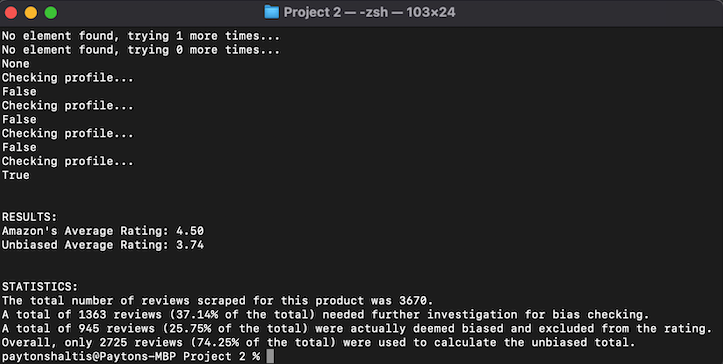 Project 2 — -zsh — 103×24
No element found, trying 1 more times...
No element found, trying 0 more times...
None
Checking profile...
False
Checking profile...
False
Checking profile...
False
Checking profile...
True
RESULTS:
Amazon's Average Rating: 4.50
Unbiased Average Rating: 3.74
STATISTICS:
The total number of reviews scraped for this product was 3670.
A total of 1363 reviews (37.14% of the total) needed further investigation for bias checking.
A total of 945 reviews (25.75% of the total) were actually deemed biased and excluded from the rating.
Overall, only 2725 reviews (74.25% of the total) were used to calculate the unbiased total.
paytonshaltis@Paytons-MBP Project 2 %